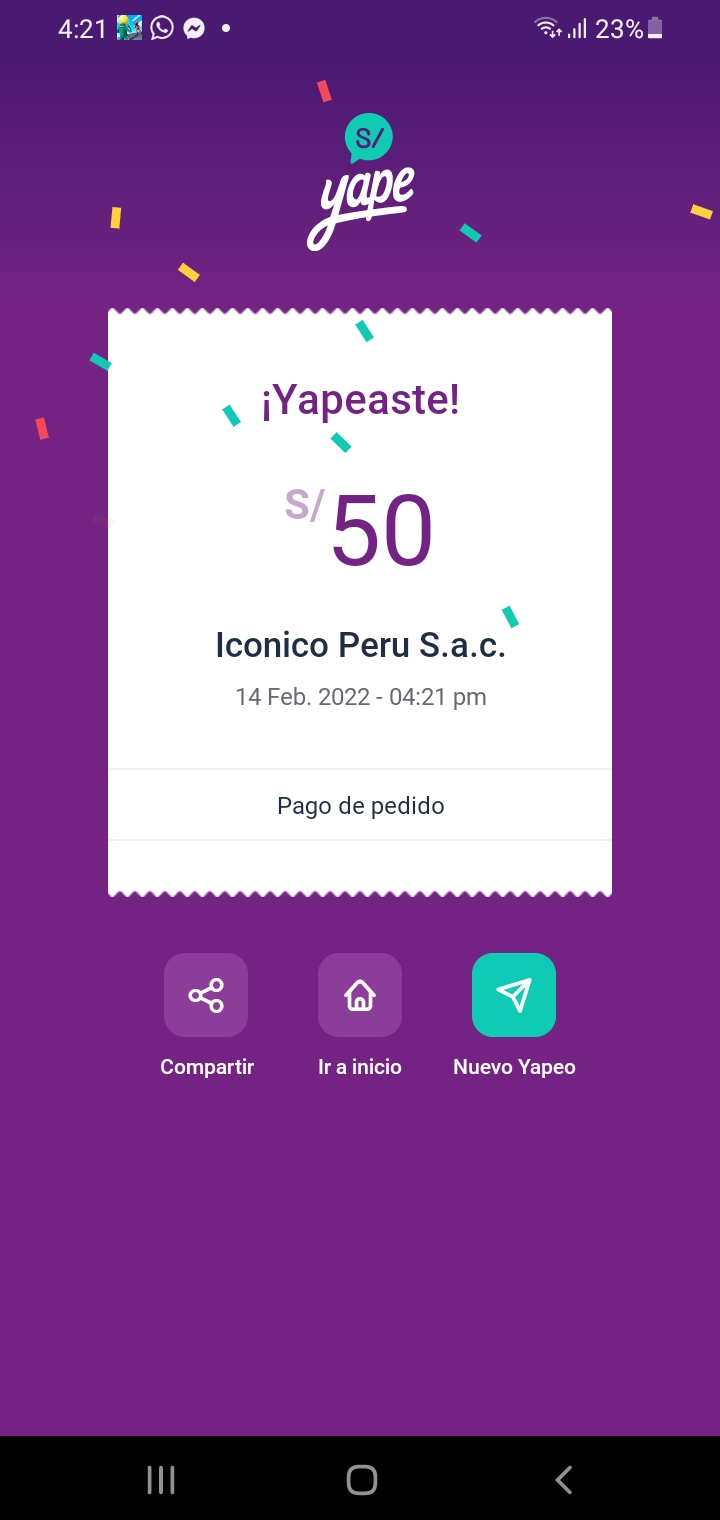 4:21 23%
S/
yape
¡Yapeaste!
S/50
Iconico Peru S.a.c.
14 Feb. 2022 - 04:21 pm
Pago de pedido
Compartir Ir a inicio Nuevo Yapeo